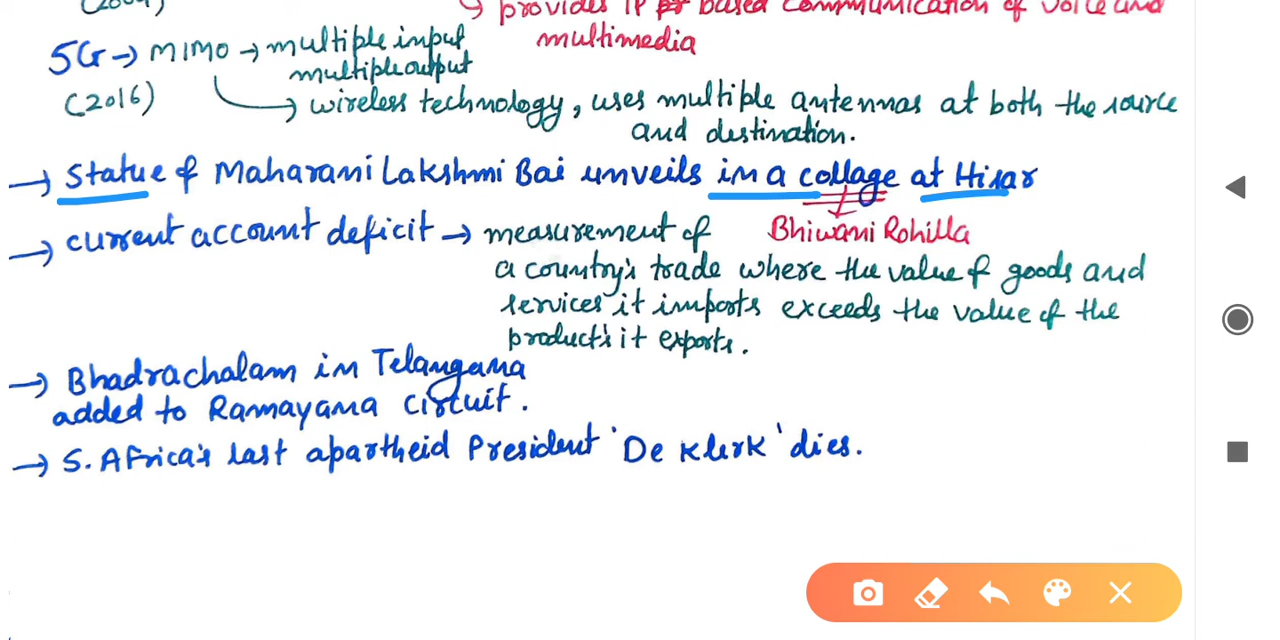 provides IP based communication of voice and
5G → MIMO → multiple input multimedia
multiple output
(2016)
→ wireless technology, uses multiple antennas at both the source
and destination.
→ Statue of Maharani Lakshmi Bai unveils in a collage at Hisar
→ current account deficit → measurement of Bhiwani Rohilla
a country's trade where the value of goods and
services it imports exceeds the value of the
product's it exports.
→ Bhadrachalam in Telangana
added to Ramayana Circuit.
→ S. Africa's last apartheid President 'De Klerk' dies.